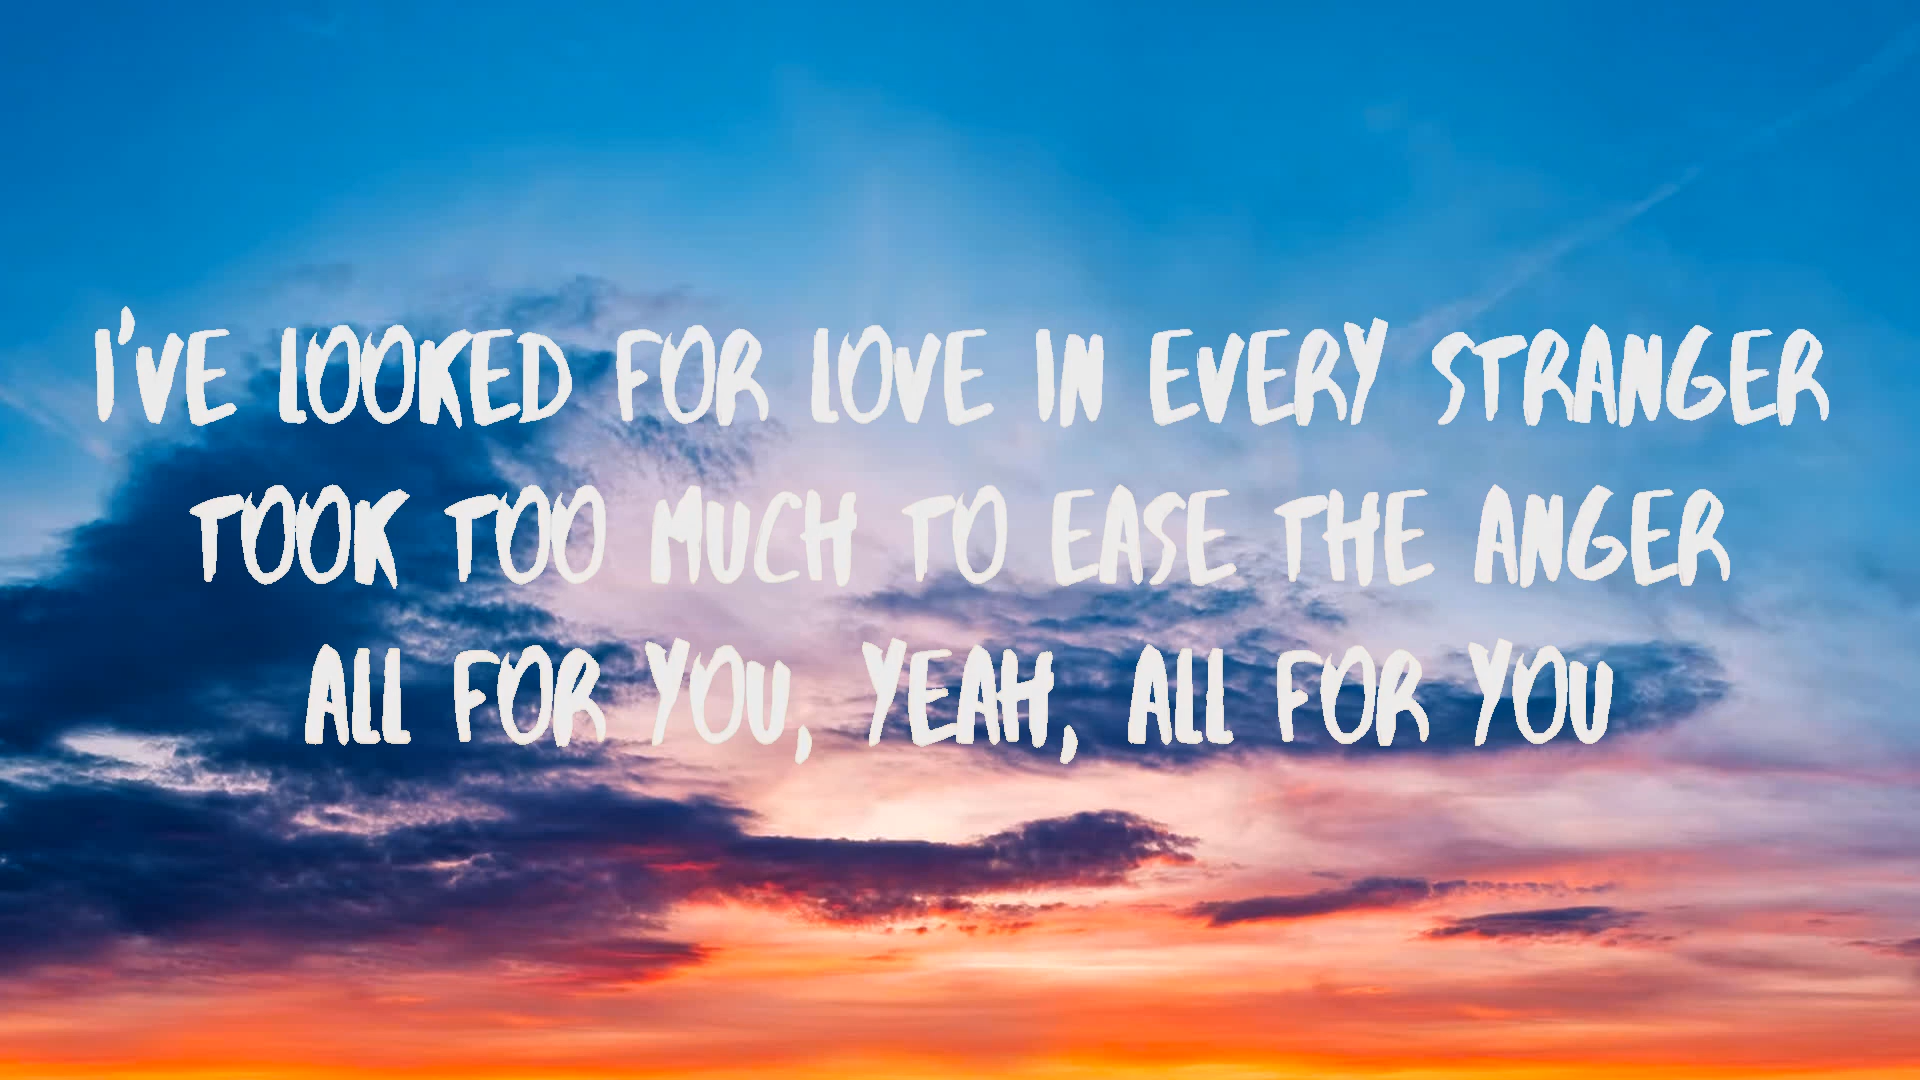 I'VE LOOKED FOR LOVE IN EVERY STRANGER
TOOK TOO MUCH TO EASE THE ANGER
ALL FOR YOU, YEAH, ALL FOR YOU